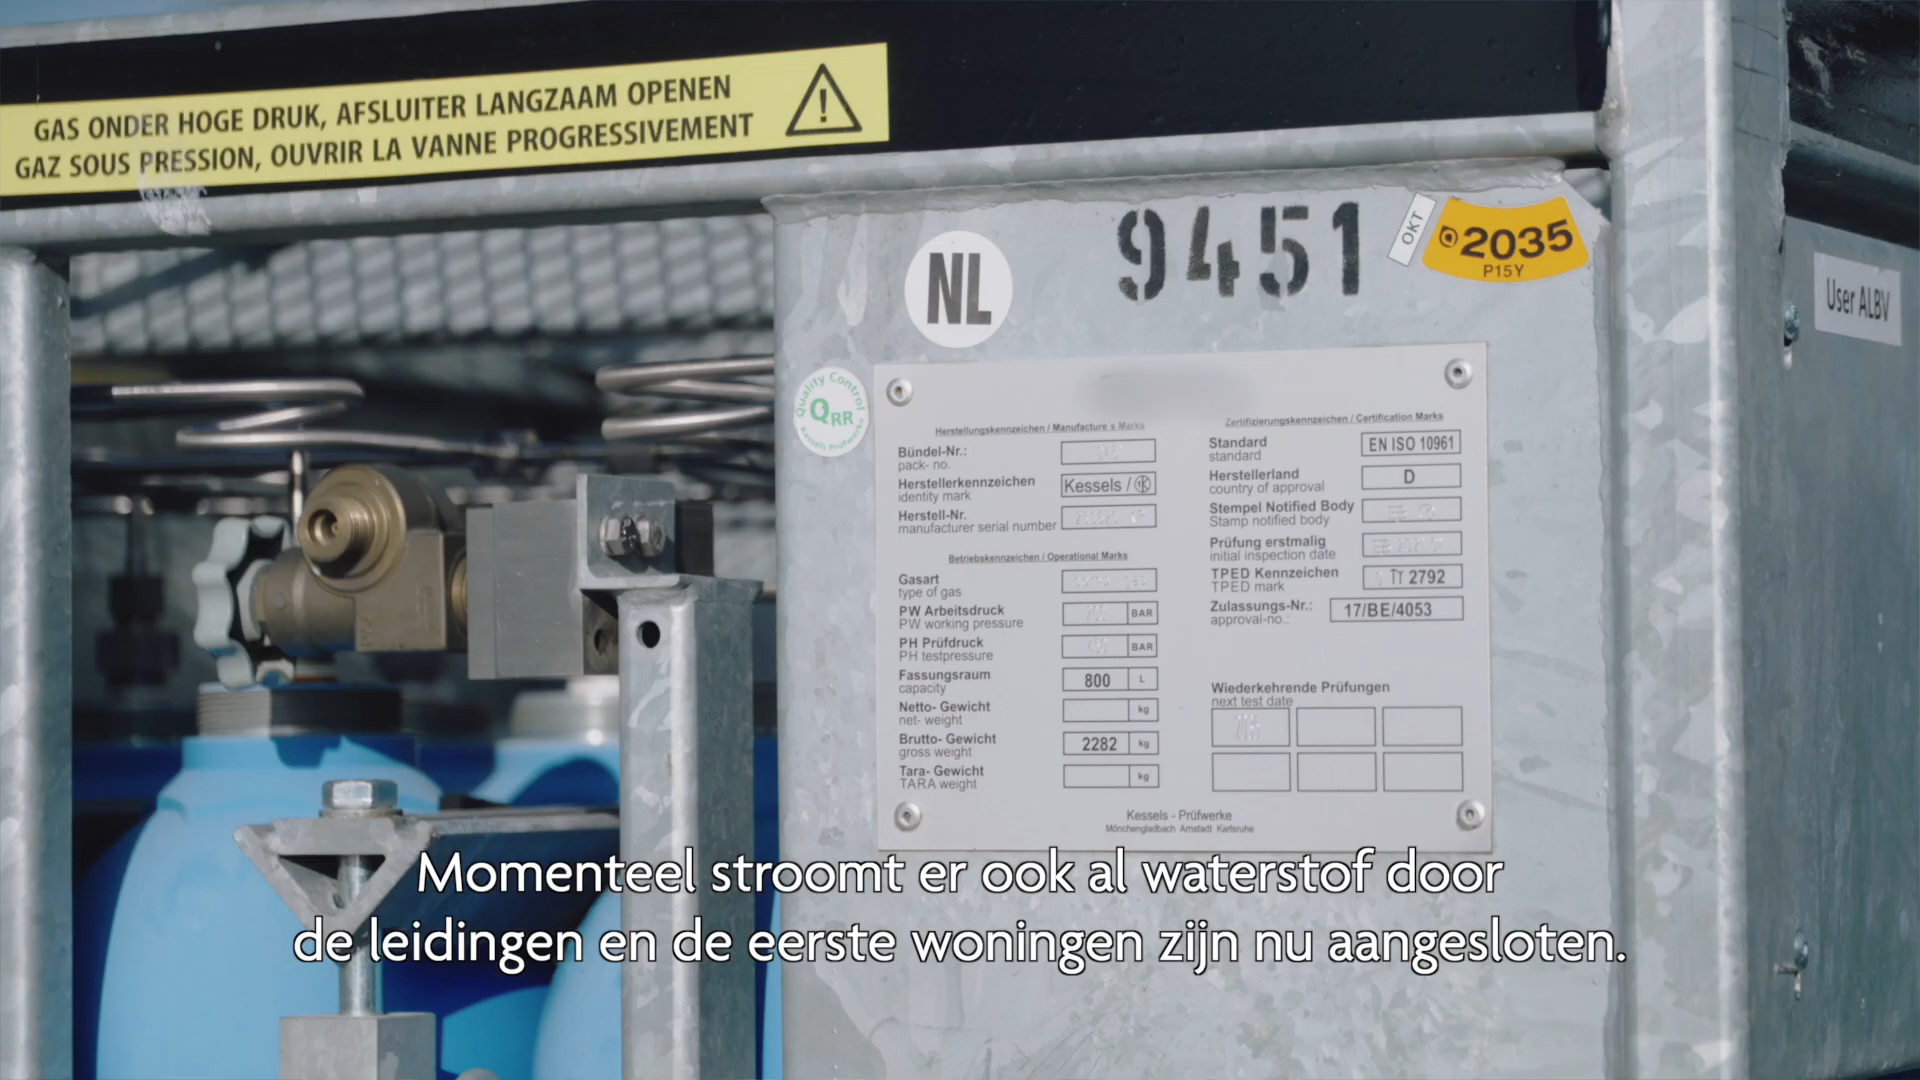 GAS ONDER HOGE DRUK, AFSLUITER LANGZAAM OPENEN
GAZ SOUS PRESSION, OUVRIR LA VANNE PROGRESSIVEMENT
NL
9451
OKT
2035
P15Y
User ALBV
Quality Control
QRR
Kessels Prüfwerke
Herstellungskennzeichen / Manufacture s Marks
Bündel-Nr.:
pack- no.
Herstellerkennzeichen
identity mark
Kessels /
Herstell-Nr.
manufacturer serial number
Betriebskennzeichen / Operational Marks
Gasart
type of gas
PW Arbeitsdruck
PW working pressure
BAR
PH Prüfdruck
PH testpressure
BAR
Fassungsraum
capacity
800 L
Netto- Gewicht
net- weight
kg
Brutto- Gewicht
gross weight
2282 kg
Tara- Gewicht
TARA weight
kg
Zertifizierungskennzeichen / Certification Marks
Standard
standard
EN ISO 10961
Herstellerland
country of approval
D
Stempel Notified Body
Stamp notified body
Prüfung erstmalig
initial inspection date
TPED Kennzeichen
TPED mark
2792
Zulassungs-Nr.:
approval-no.:
17/BE/4053
Wiederkehrende Prüfungen
next test date
Kessels - Prüfwerke
Mönchengladbach Arnstadt Karlsruhe
Momenteel stroomt er ook al waterstof door
de leidingen en de eerste woningen zijn nu aangesloten.